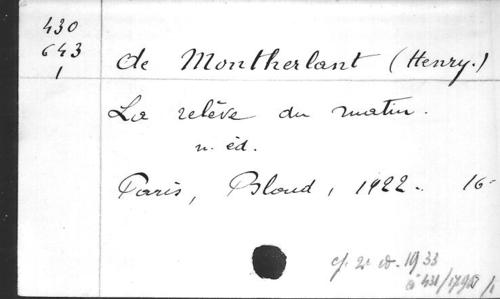 430
643
1
de Montherlant (Henry.)
La relève du matin.
n. éd.
Paris, Bloud, 1922. 16-
cf. 2e éd. 1933
à 431/